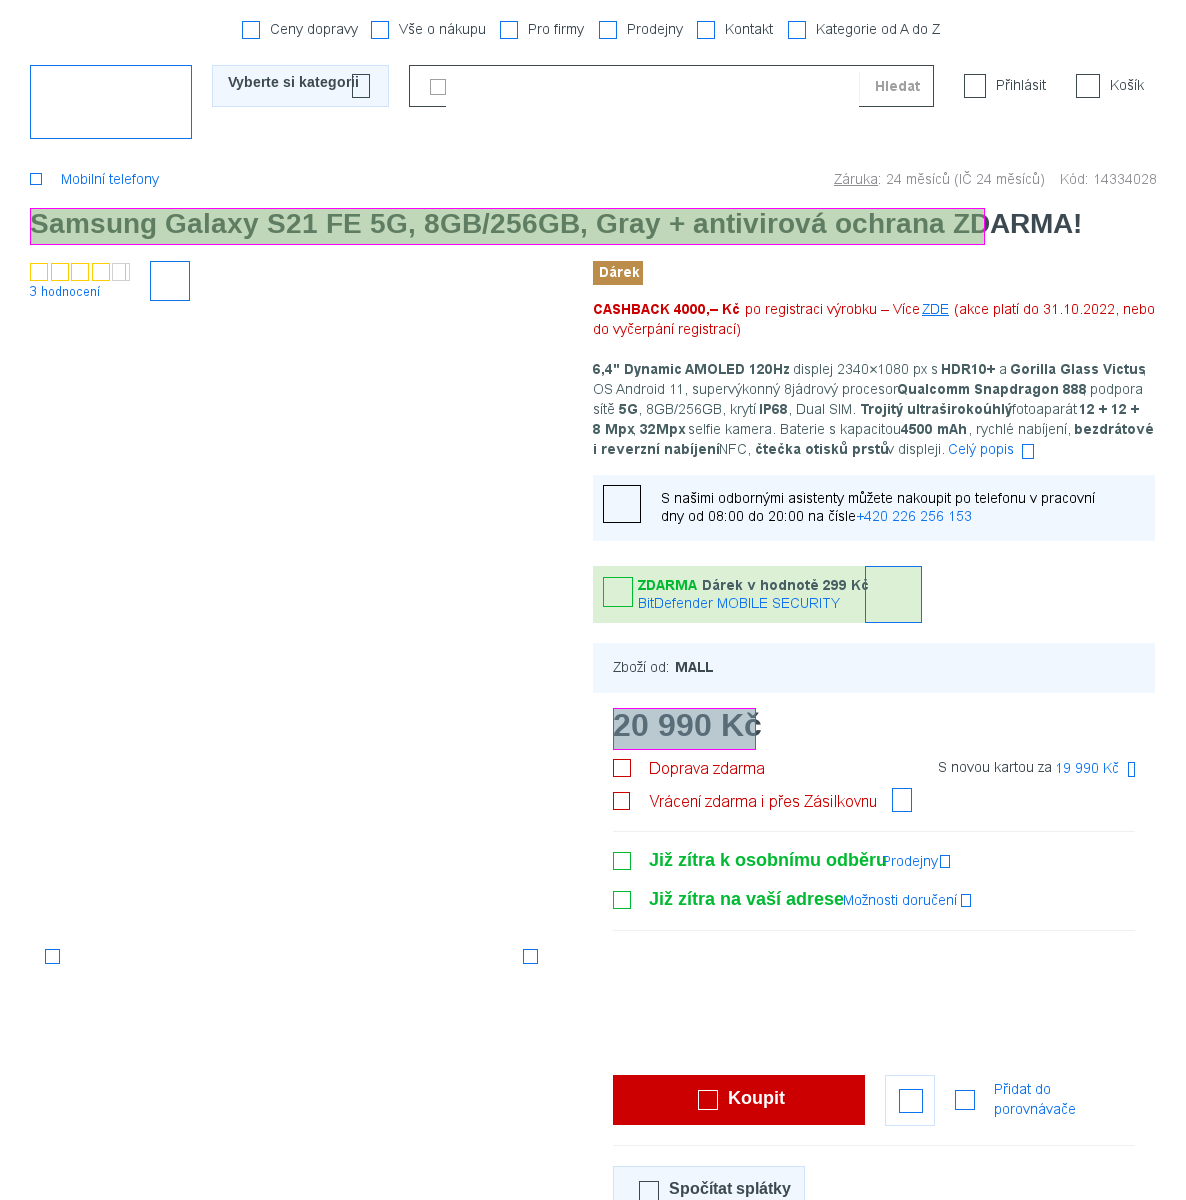 Ceny dopravy Vše o nákupu Pro firmy Prodejny Kontakt Kategorie od A do Z
Vyberte si kategorii Hledat Přihlásit Košík
Mobilní telefony Záruka: 24 měsíců (IČ 24 měsíců) Kód: 14334028
Samsung Galaxy S21 FE 5G, 8GB/256GB, Gray + antivirová ochrana ZDARMA!
3 hodnocení
Dárek
CASHBACK 4000,– Kč po registraci výrobku – Více ZDE (akce platí do 31.10.2022, nebo
do vyčerpání registrací)
6,4" Dynamic AMOLED 120Hz displej 2340×1080 px s HDR10+ a Gorilla Glass Victus,
OS Android 11, supervýkonný 8jádrový procesor Qualcomm Snapdragon 888, podpora
sítě 5G, 8GB/256GB, krytí IP68, Dual SIM. Trojitý ultraširokoúhlý fotoaparát 12 + 12 +
8 Mpx, 32Mpx selfie kamera. Baterie s kapacitou 4500 mAh, rychlé nabíjení, bezdrátové
i reverzní nabíjení NFC, čtečka otisků prstů v displeji. Celý popis
S našimi odbornými asistenty můžete nakoupit po telefonu v pracovní
dny od 08:00 do 20:00 na čísle +420 226 256 153
ZDARMA Dárek v hodnotě 299 Kč
BitDefender MOBILE SECURITY
Zboží od: MALL
20 990 Kč
Doprava zdarma S novou kartou za 19 990 Kč
Vrácení zdarma i přes Zásilkovnu
Již zítra k osobnímu odběru Prodejny
Již zítra na vaší adrese Možnosti doručení
Koupit
Přidat do
porovnávače
Spočítat splátky